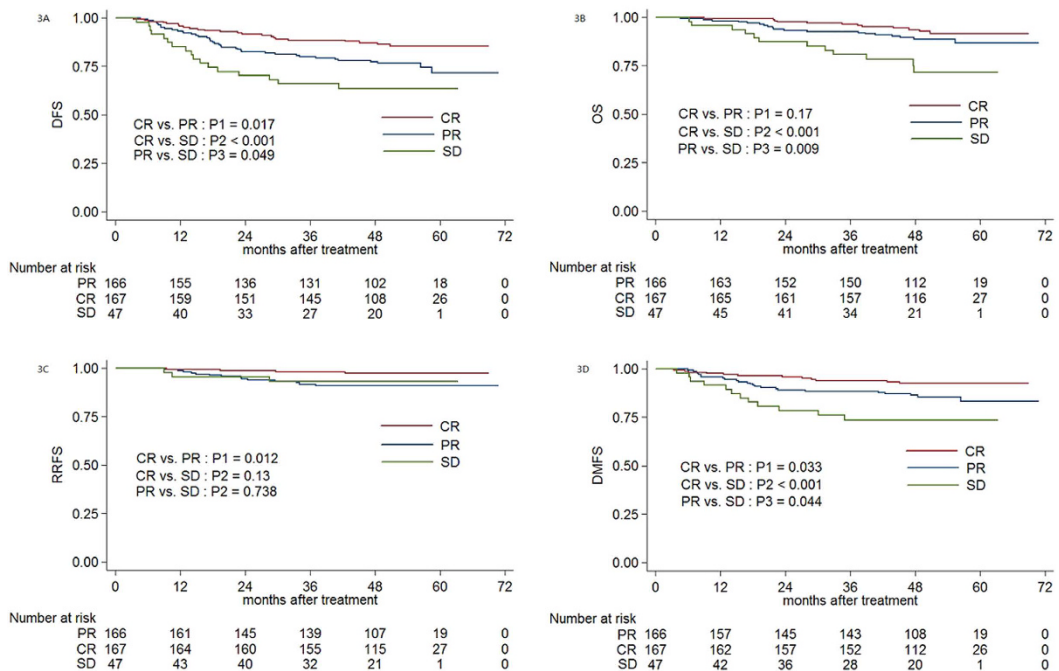 3A
1.00
0.75
0.50
0.25
0.00
DFS
CR vs. PR : P1 = 0.017
CR vs. SD : P2 < 0.001
PR vs. SD : P3 = 0.049
CR
PR
SD
0 12 24 36 48 60 72
months after treatment
Number at risk
PR 166 155 136 131 102 18 0
CR 167 159 151 145 108 26 0
SD 47 40 33 27 20 1 0
3B
1.00
0.75
0.50
0.25
0.00
OS
CR vs. PR : P1 = 0.17
CR vs. SD : P2 < 0.001
PR vs. SD : P3 = 0.009
CR
PR
SD
0 12 24 36 48 60 72
months after treatment
Number at risk
PR 166 163 152 150 112 19 0
CR 167 165 161 157 116 27 0
SD 47 45 41 34 21 1 0
3C
1.00
0.75
0.50
0.25
0.00
RRFS
CR vs. PR : P1 = 0.012
CR vs. SD : P2 = 0.13
PR vs. SD : P2 = 0.738
CR
PR
SD
0 12 24 36 48 60 72
months after treatment
Number at risk
PR 166 161 145 139 107 19 0
CR 167 164 160 155 115 27 0
SD 47 43 40 32 21 1 0
3D
1.00
0.75
0.50
0.25
0.00
DMFS
CR vs. PR : P1 = 0.033
CR vs. SD : P2 < 0.001
PR vs. SD : P3 = 0.044
CR
PR
SD
0 12 24 36 48 60 72
months after treatment
Number at risk
PR 166 157 145 143 108 19 0
CR 167 162 157 152 112 26 0
SD 47 42 36 28 20 1 0